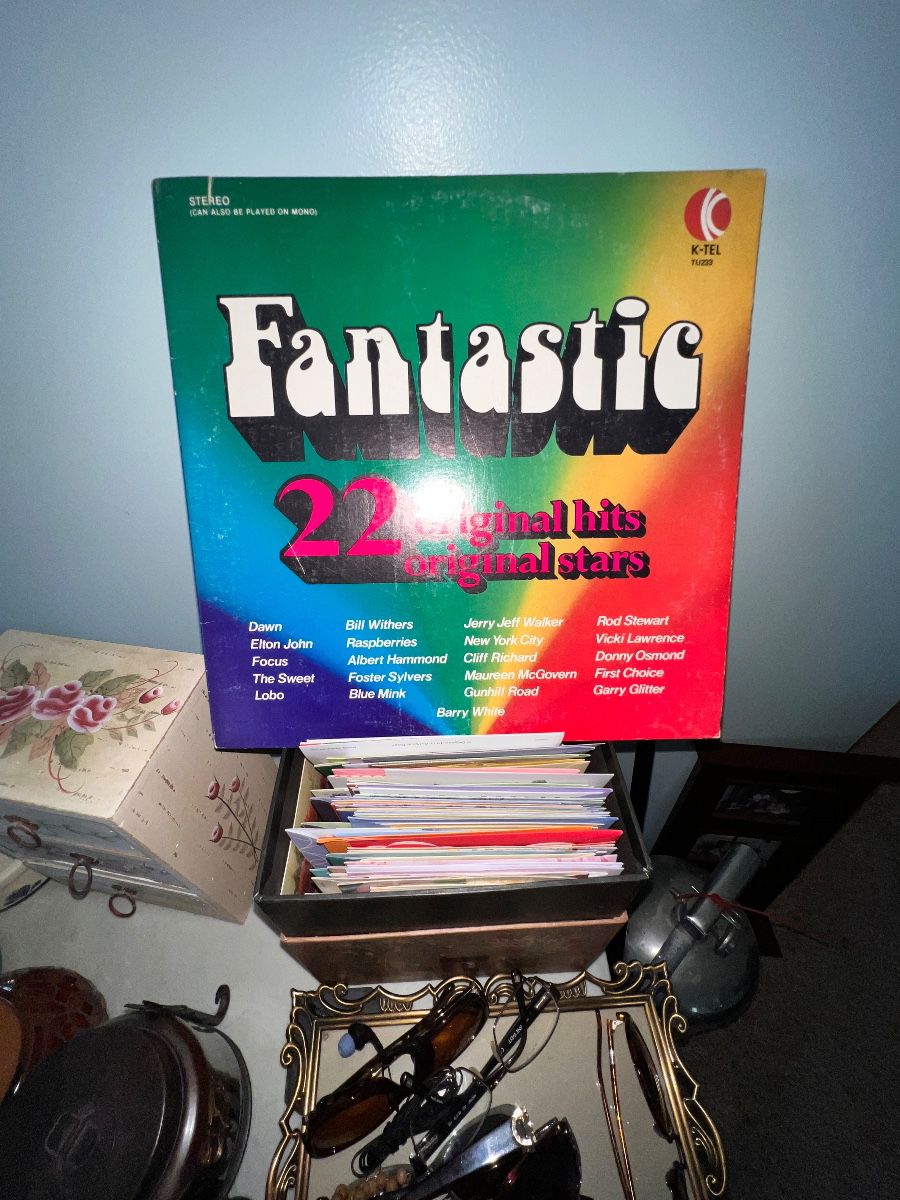 STEREO
(CAN ALSO BE PLAYED ON MONO)
K-TEL
TU233
Fantastic
22 original hits
original stars
Dawn
Elton John
Focus
The Sweet
Lobo
Bill Withers
Raspberries
Albert Hammond
Foster Sylvers
Blue Mink
Jerry Jeff Walker
New York City
Cliff Richard
Maureen McGovern
Gunhill Road
Rod Stewart
Vicki Lawrence
Donny Osmond
First Choice
Garry Glitter
Barry White